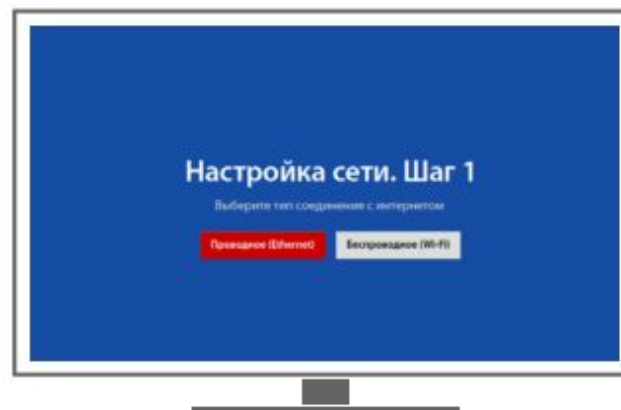 Настройка сети. Шаг 1
Выберите тип соединения с интернетом
Проводное (Ethernet) Беспроводное (Wi-Fi)